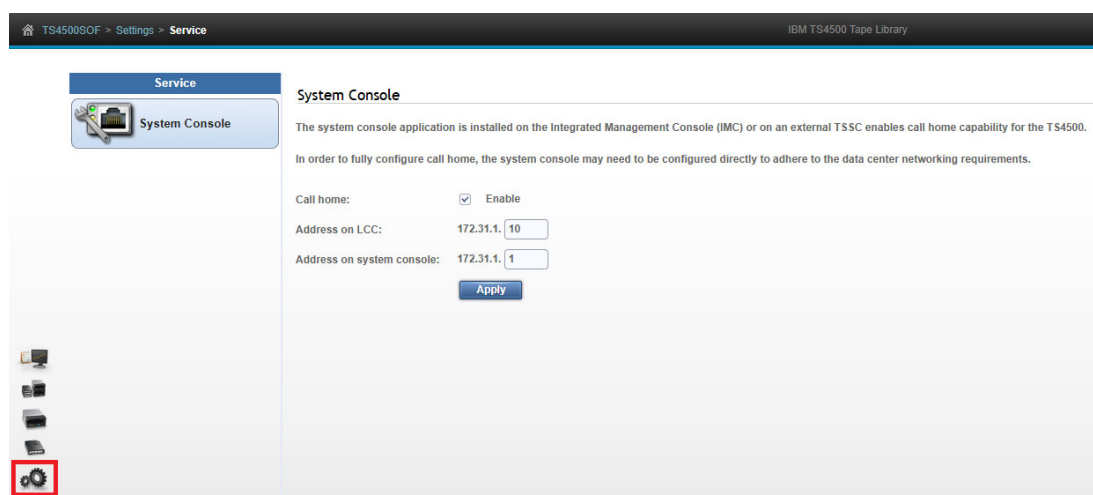 TS4500SOF > Settings > Service
IBM TS4500 Tape Library
Service
System Console
System Console
The system console application is installed on the Integrated Management Console (IMC) or on an external TSSC enables call home capability for the TS4500.
In order to fully configure call home, the system console may need to be configured directly to adhere to the data center networking requirements.
Call home: Enable
Address on LCC: 172.31.1. 10
Address on system console: 172.31.1. 1
Apply